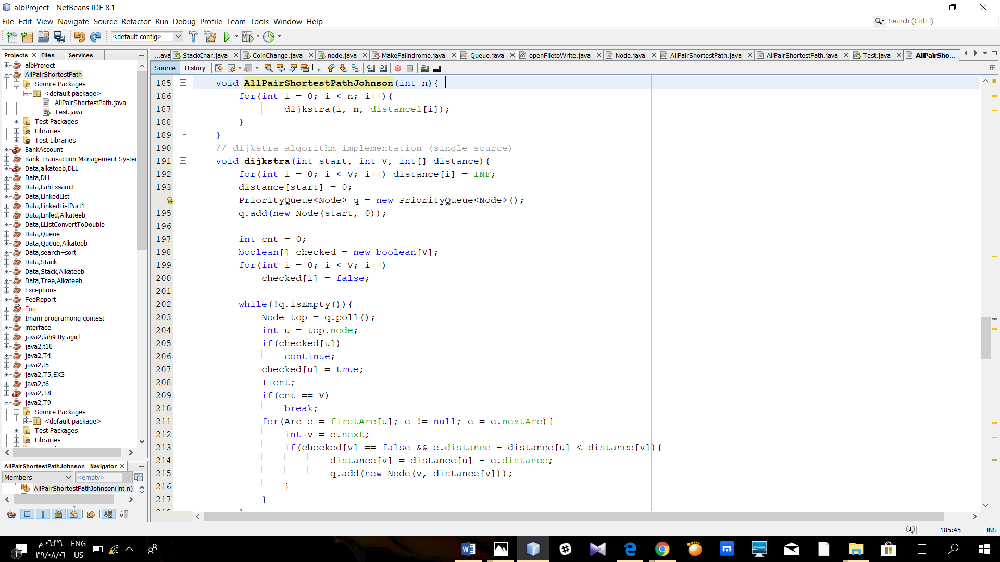 albProject - NetBeans IDE 8.1
File Edit View Navigate Source Refactor Run Debug Profile Team Tools Window Help
Search (Ctrl+I)
<default config>
Projects Files Services
albProject
AllPairShortestPath
Source Packages
<default package>
AllPairShortestPath.java
Test.java
Test Packages
Libraries
Test Libraries
BankAccount
Bank Transaction Management Syster
Data,alkateeb,DLL
Data,DLL
Data,LabExsam3
Data,LinkedList
Data,LinkedListPart1
Data,Linled,Alkateeb
Data,LListConvertToDouble
Data,Queue
Data,Queue,Alkateeb
Data,search+sort
Data,Stack
Data,Stack,Alkateeb
Data,Tree,Alkateeb
Exceptions
FeeReport
Foo
Imam programong contest
interface
java2,lab9 By agirl
java2,t10
java2,T4
java2,t5
java2,T5,EX3
java2,t6
java2,T8
java2,T9
Source Packages
<default package>
Test Packages
Libraries
AllPairShortestPathJohnson - Navigator
Members <empty>
AllPairShortestPathJohnson(int n)
...ava StackChar.java CoinChange.java node.java MakePalindrome.java Queue.java openFiletoWrite.java Node.java AllPairShortestPath.java AllPairShortestPath.java Test.java AllPairSho...
Source History
185 void AllPairShortestPathJohnson(int n){
186 for(int i = 0; i < n; i++){
187 dijkstra(i, n, distance1[i]);
188 }
189 }
190 // dijkstra algorithm implementation (single source)
191 void dijkstra(int start, int V, int[] distance){
192 for(int i = 0; i < V; i++) distance[i] = INF;
193 distance[start] = 0;
PriorityQueue<Node> q = new PriorityQueue<Node>();
195 q.add(new Node(start, 0));
196
197 int cnt = 0;
198 boolean[] checked = new boolean[V];
199 for(int i = 0; i < V; i++)
200 checked[i] = false;
201
202 while(!q.isEmpty()){
203 Node top = q.poll();
204 int u = top.node;
205 if(checked[u])
206 continue;
207 checked[u] = true;
208 ++cnt;
209 if(cnt == V)
210 break;
211 for(Arc e = firstArc[u]; e != null; e = e.nextArc){
212 int v = e.next;
213 if(checked[v] == false && e.distance + distance[u] < distance[v]){
214 distance[v] = distance[u] + e.distance;
215 q.add(new Node(v, distance[v]));
216 }
217 }
185:45 INS
٠٦:٣٩ م
٣٩/٠٨/٠٦
ENG
US